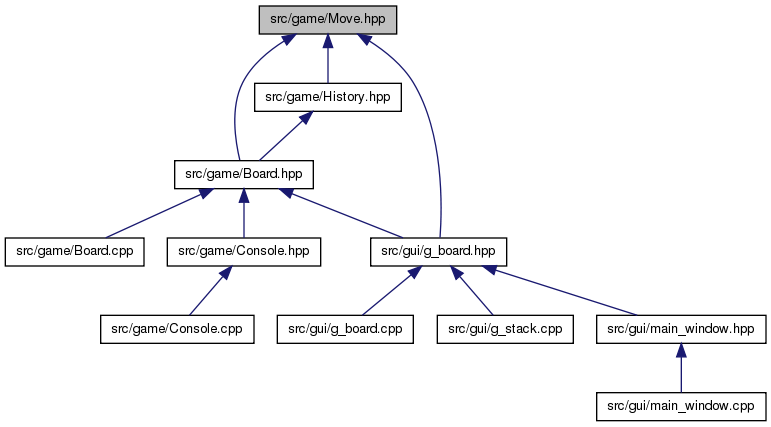 src/game/Move.hpp
src/game/History.hpp
src/game/Board.hpp
src/game/Board.cpp
src/game/Console.hpp
src/gui/g_board.hpp
src/game/Console.cpp
src/gui/g_board.cpp
src/gui/g_stack.cpp
src/gui/main_window.hpp
src/gui/main_window.cpp